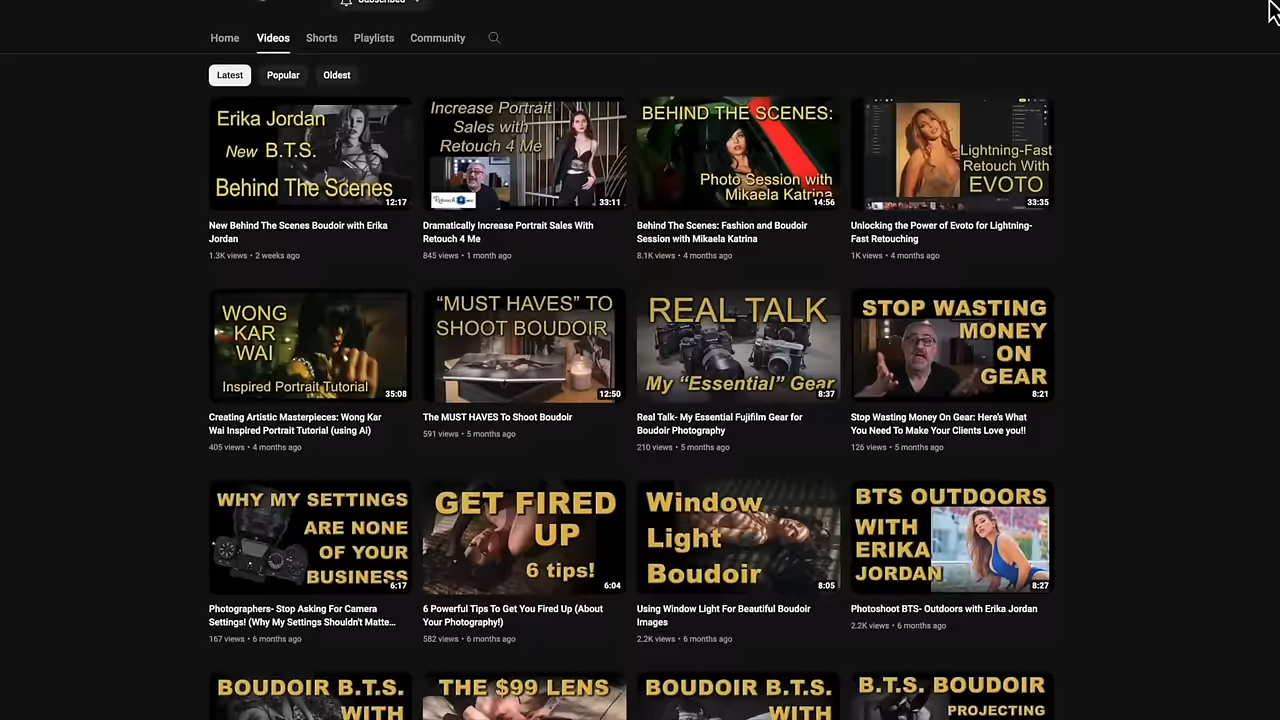 Subscribed
Home Videos Shorts Playlists Community
Latest Popular Oldest
Erika Jordan
New B.T.S.
Behind The Scenes
12:17
New Behind The Scenes Boudoir with Erika
Jordan
1.3K views • 2 weeks ago
Increase Portrait
Sales with
Retouch 4 Me
Retouch
me
33:11
Dramatically Increase Portrait Sales With
Retouch 4 Me
845 views • 1 month ago
BEHIND THE SCENES:
Photo Session with
Mikaela Katrina
14:56
Behind The Scenes: Fashion and Boudoir
Session with Mikaela Katrina
8.1K views • 4 months ago
Lightning-Fast
Retouch With
EVOTO
33:35
Unlocking the Power of Evoto for Lightning-
Fast Retouching
1K views • 4 months ago
WONG
KAR
WAI
Inspired Portrait Tutorial
35:08
Creating Artistic Masterpieces: Wong Kar
Wai Inspired Portrait Tutorial (using Ai)
405 views • 4 months ago
"MUST HAVES" TO
SHOOT BOUDOIR
12:50
The MUST HAVES To Shoot Boudoir
591 views • 5 months ago
REAL TALK
My "Essential" Gear
8:37
Real Talk- My Essential Fujifilm Gear for
Boudoir Photography
210 views • 5 months ago
STOP WASTING
MONEY
ON
GEAR
8:21
Stop Wasting Money On Gear: Here's What
You Need To Make Your Clients Love you!!
126 views • 5 months ago
WHY MY SETTINGS
ARE NONE
OF YOUR
BUSINESS
6:17
Photographers- Stop Asking For Camera
Settings! (Why My Settings Shouldn't Matte...
167 views • 6 months ago
GET FIRED
UP
6 tips!
6:04
6 Powerful Tips To Get You Fired Up (About
Your Photography!)
582 views • 6 months ago
Window
Light
Boudoir
8:05
Using Window Light For Beautiful Boudoir
Images
2.2K views • 6 months ago
BTS OUTDOORS
WITH
ERIKA
JORDAN
8:27
Photoshoot BTS- Outdoors with Erika Jordan
2.2K views • 6 months ago
BOUDOIR B.T.S.
WITH
THE $99 LENS
BOUDOIR B.T.S.
WITH
B.T.S. BOUDOIR
PROJECTING